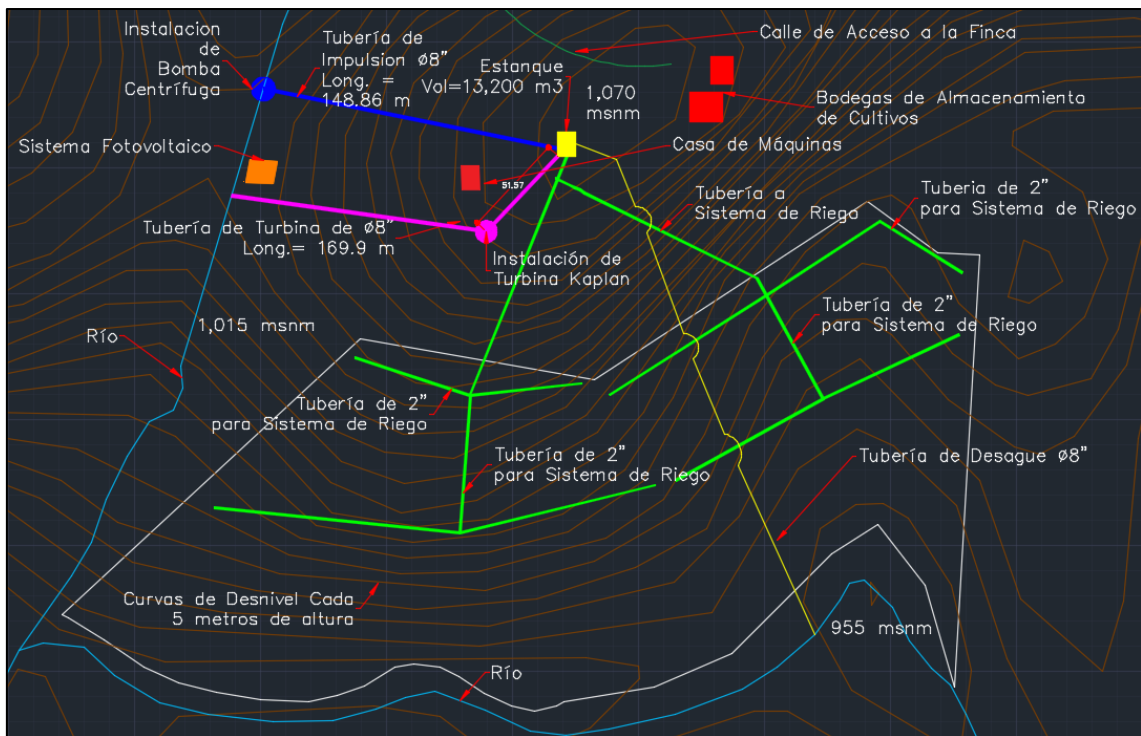 Instalacion
de
Bomba
Centrífuga
Tubería de
Impulsion Ø8”
Long. =
148.86 m
Estanque
Vol=13,200 m3
1,070
msnm
Calle de Acceso a la Finca
Bodegas de Almacenamiento
de Cultivos
Sistema Fotovoltaico
Casa de Máquinas
51.57
Tubería a
Sistema de Riego
Tuberia de 2”
para Sistema de Riego
Tubería de Turbina de Ø8”
Long.= 169.9 m
Instalación de
Turbina Kaplan
Tubería de 2”
para Sistema de Riego
1,015 msnm
Río
Tubería de 2”
para Sistema de Riego
Tubería de 2”
para Sistema de Riego
Tubería de Desague Ø8”
Curvas de Desnivel Cada
5 metros de altura
955 msnm
Río